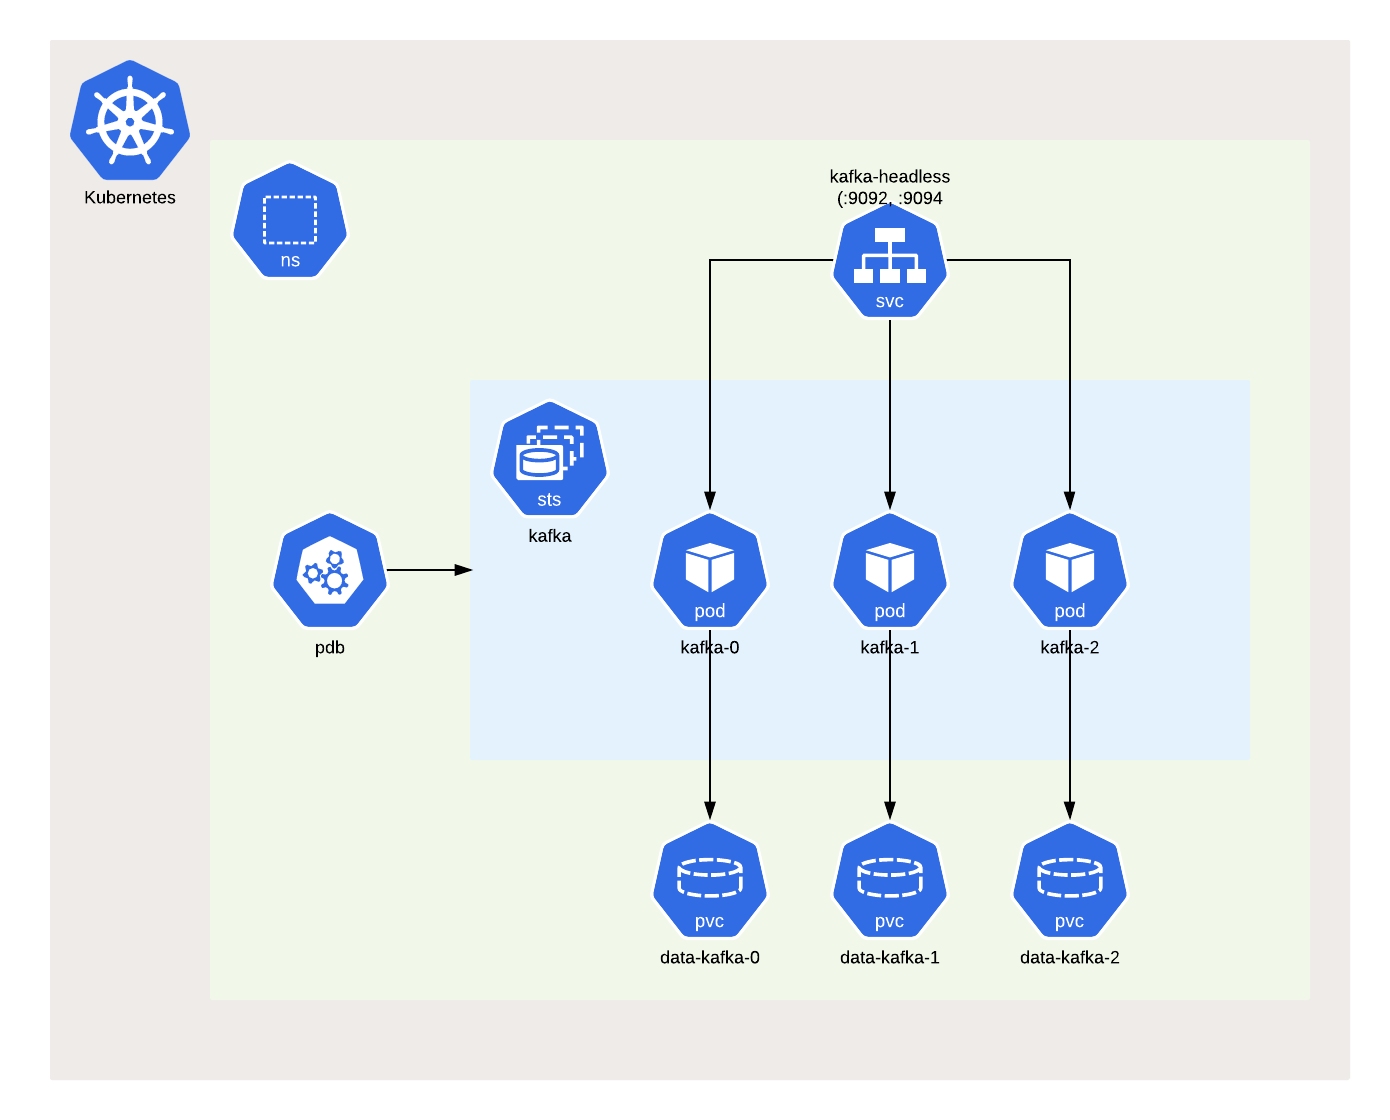 Kubernetes
ns
kafka-headless
(:9092, :9094
svc
sts
kafka
pdb
pod
kafka-0
pod
kafka-1
pod
kafka-2
pvc
data-kafka-0
pvc
data-kafka-1
pvc
data-kafka-2